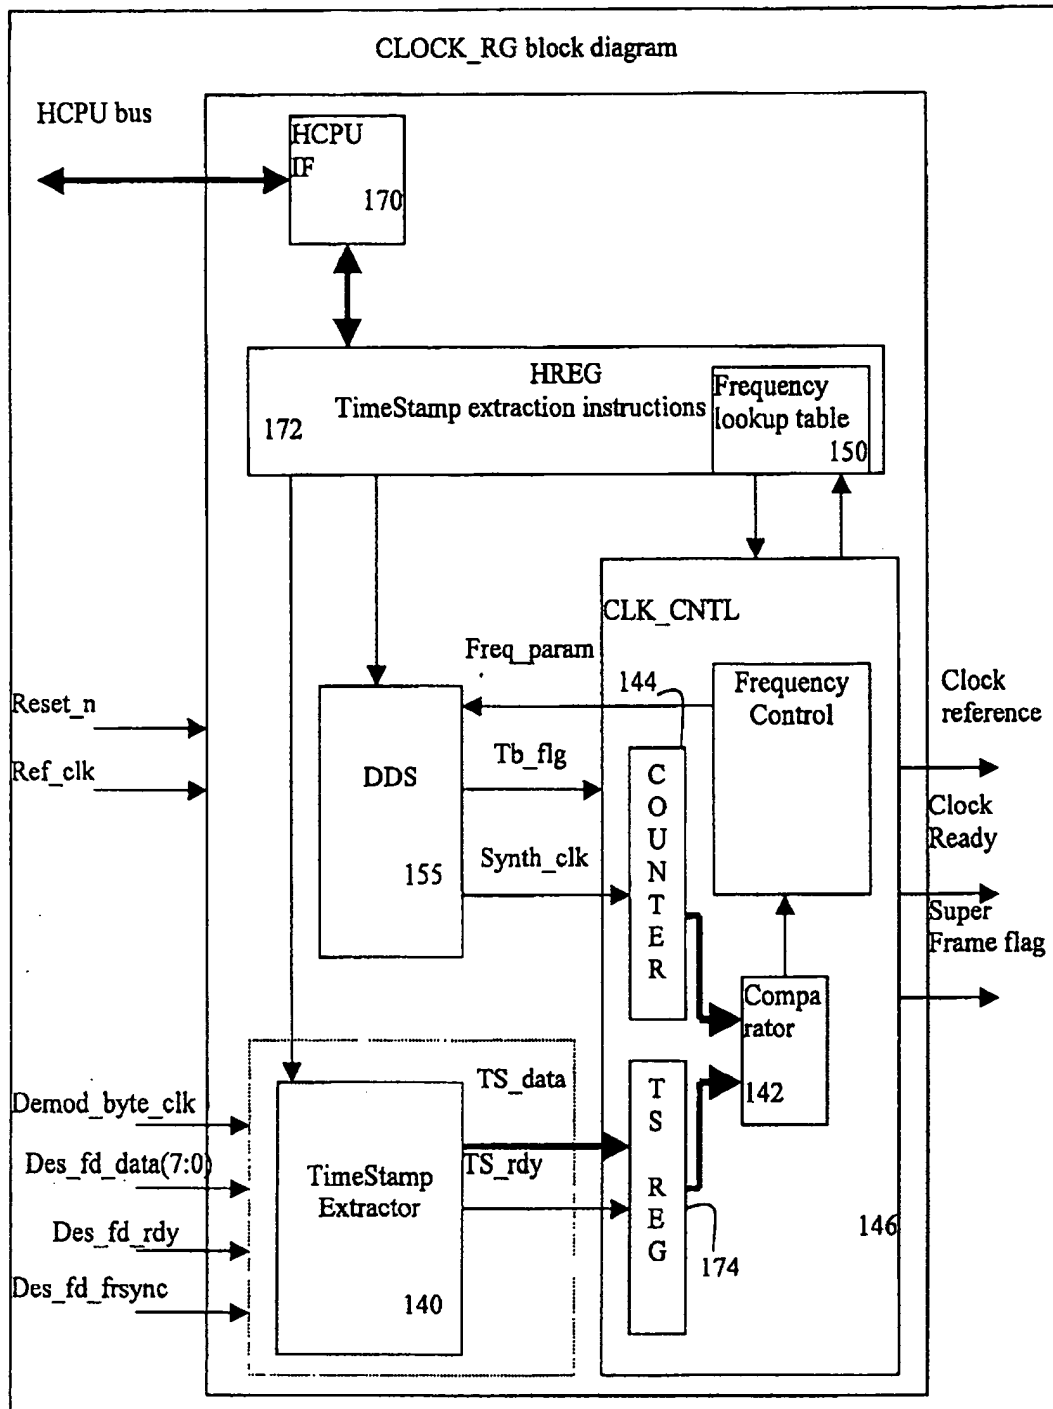 CLOCK_RG block diagram
HCPU bus
HCPU
IF
170
HREG
TimeStamp extraction instructions
172
Frequency
lookup table
150
CLK_CNTL
Freq_param
144
Frequency
Control
Clock
reference
Reset_n
Ref_clk
DDS
155
Tb_flg
Synth_clk
C
O
U
N
T
E
R
Clock
Ready
Super
Frame flag
Compa
rator
142
Demod_byte_clk
Des_fd_data(7:0)
Des_fd_rdy
Des_fd_frsync
TS_data
TS_rdy
TimeStamp
Extractor
140
T
S
R
E
G
174
146